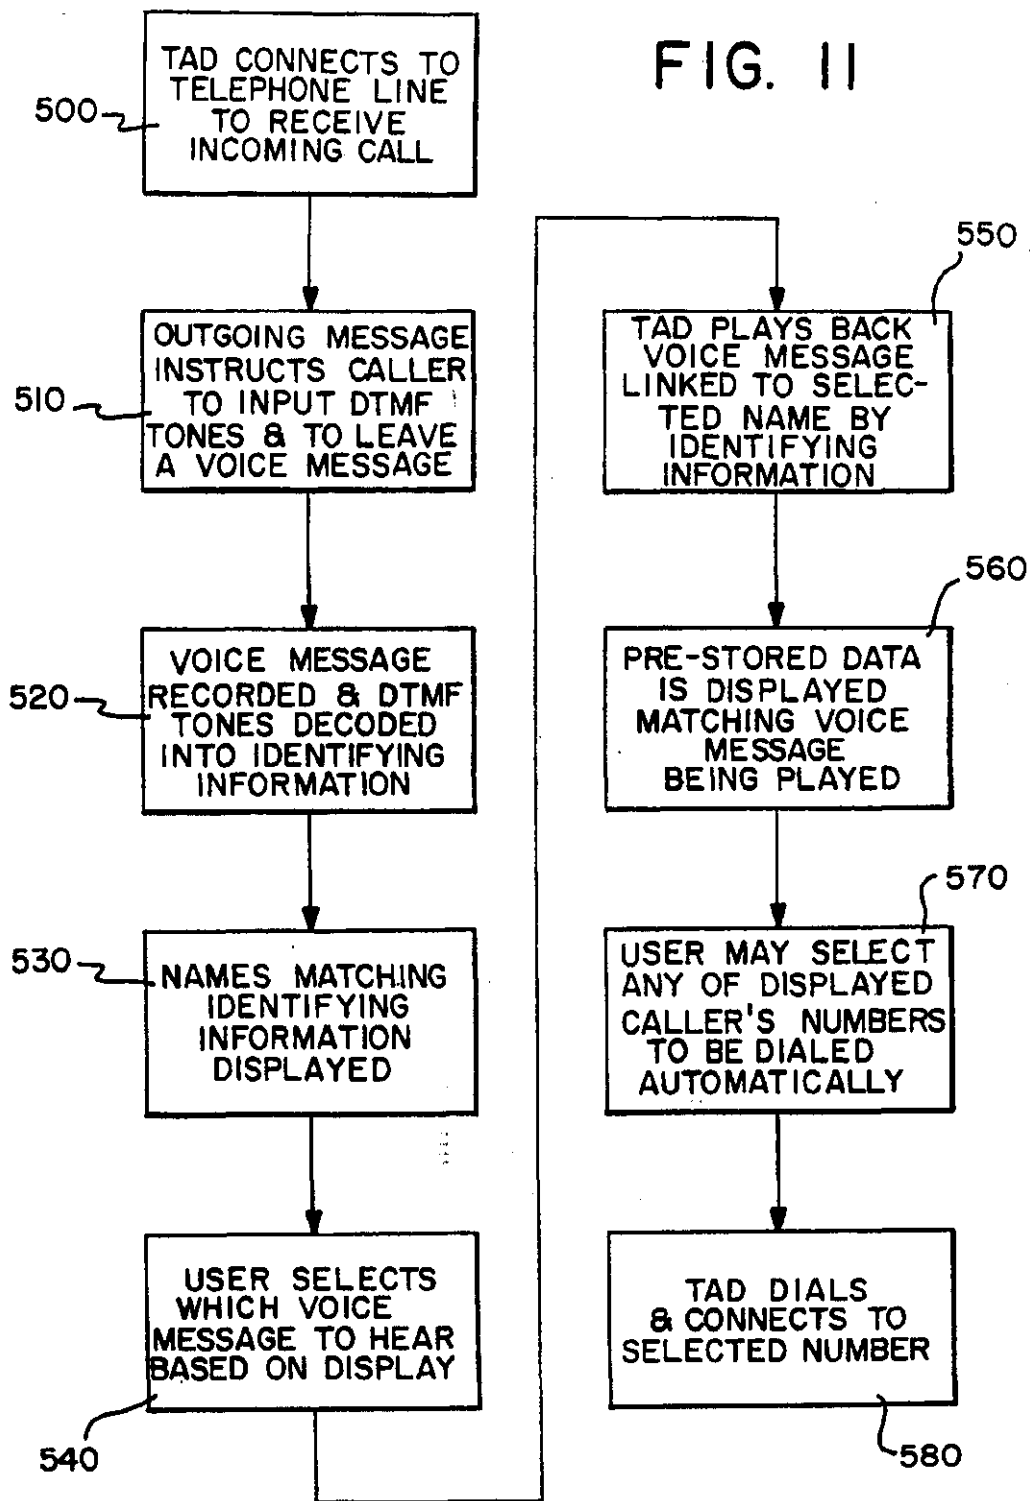 FIG. 11
500
TAD CONNECTS TO
TELEPHONE LINE
TO RECEIVE
INCOMING CALL
510
OUTGOING MESSAGE
INSTRUCTS CALLER
TO INPUT DTMF
TONES & TO LEAVE
A VOICE MESSAGE
520
VOICE MESSAGE
RECORDED & DTMF
TONES DECODED
INTO IDENTIFYING
INFORMATION
530
NAMES MATCHING
IDENTIFYING
INFORMATION
DISPLAYED
USER SELECTS
WHICH VOICE
MESSAGE TO HEAR
BASED ON DISPLAY
540
550
TAD PLAYS BACK
VOICE MESSAGE
LINKED TO SELEC-
TED NAME BY
IDENTIFYING
INFORMATION
560
PRE-STORED DATA
IS DISPLAYED
MATCHING VOICE
MESSAGE
BEING PLAYED
570
USER MAY SELECT
ANY OF DISPLAYED
CALLER'S NUMBERS
TO BE DIALED
AUTOMATICALLY
TAD DIALS
& CONNECTS TO
SELECTED NUMBER
580